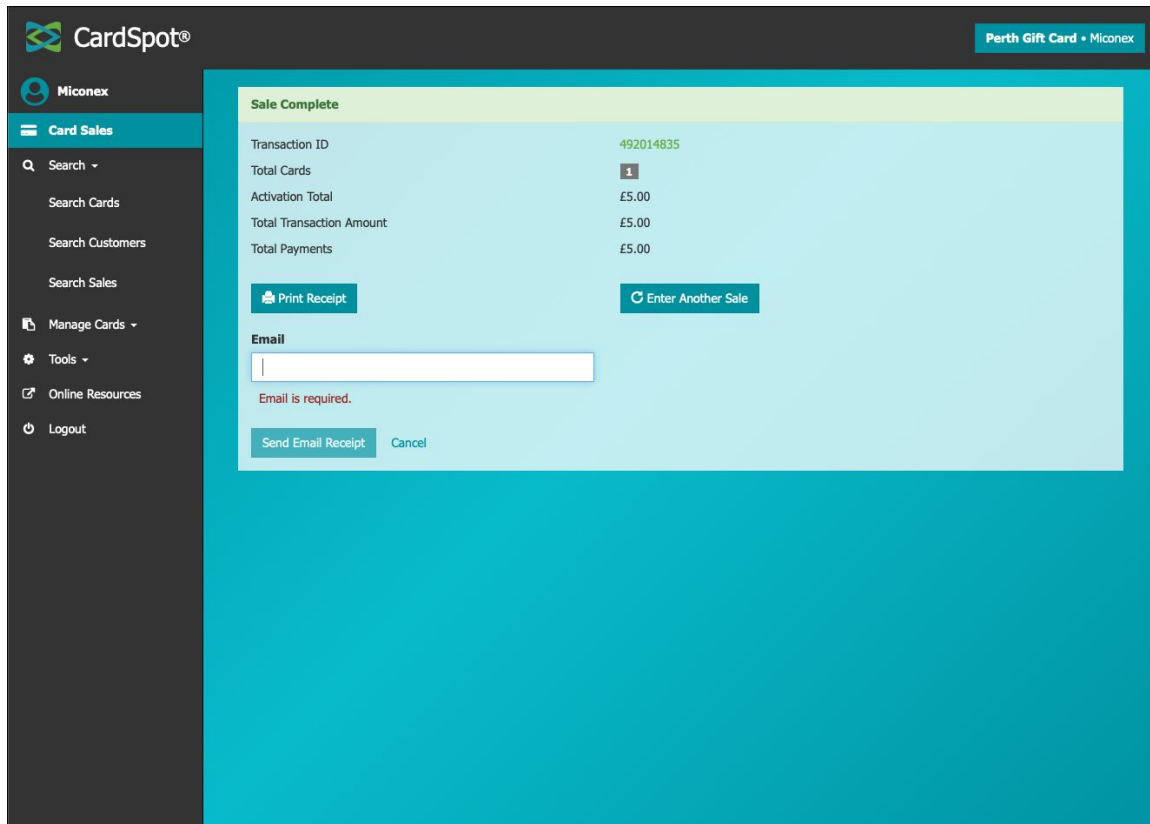 CardSpot®
Perth Gift Card • Miconex
Miconex
Card Sales
Search
Search Cards
Search Customers
Search Sales
Manage Cards
Tools
Online Resources
Logout
Sale Complete
Transaction ID 492014835
Total Cards 1
Activation Total £5.00
Total Transaction Amount £5.00
Total Payments £5.00
Print Receipt Enter Another Sale
Email
Email is required.
Send Email Receipt Cancel